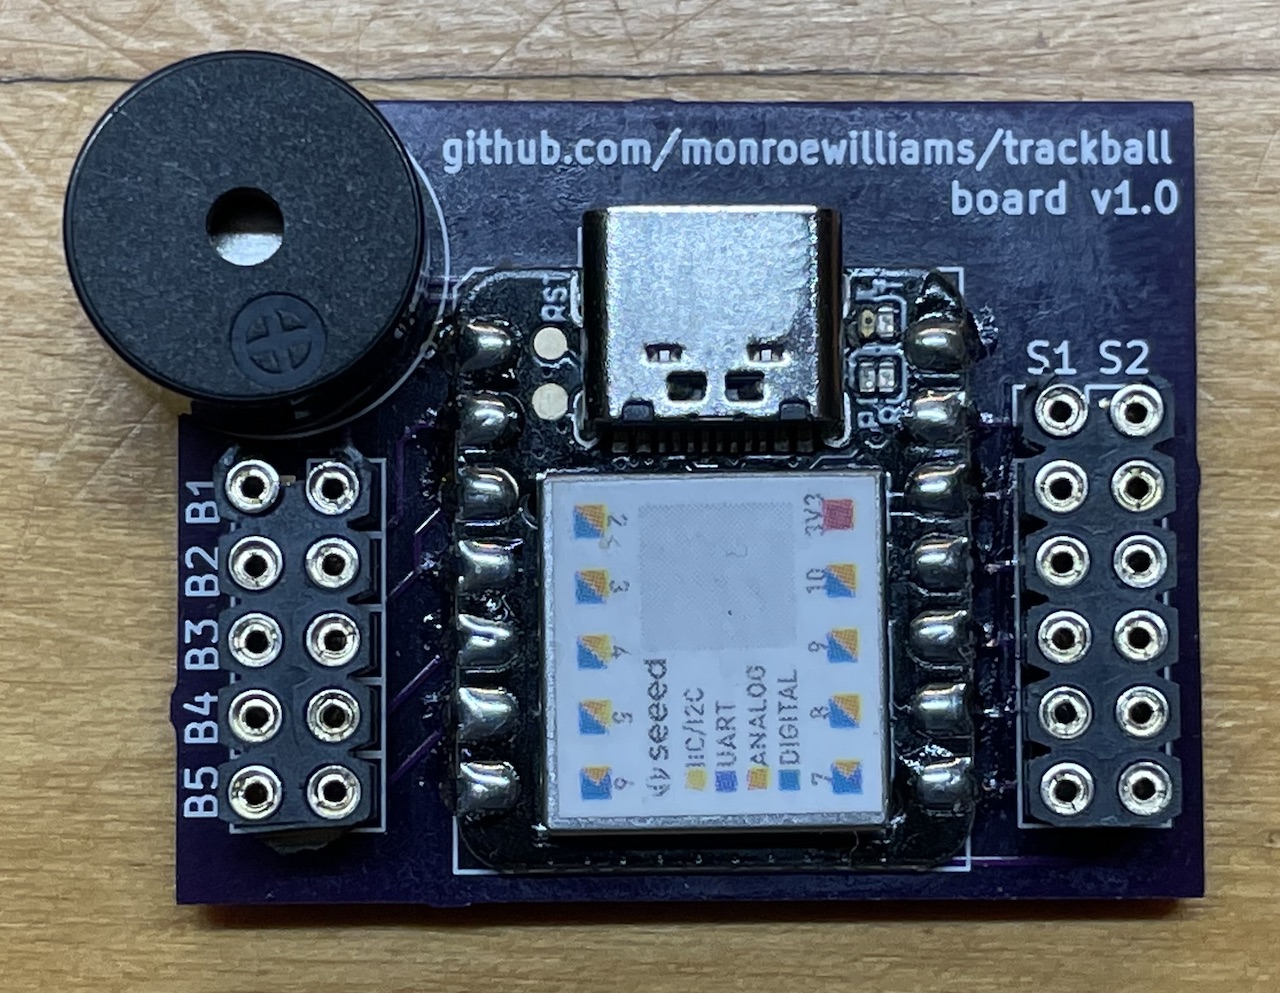 github.com/monroewilliams/trackball
board v1.0
RST
S1 S2
B1
B2
B3
B4
B5
3V3
10
9
8
7
3
4
5
6
seeed
IIC/I2C
UART
ANALOG
DIGITAL